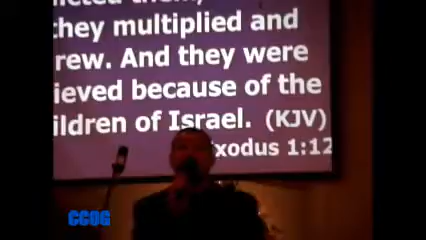 they multiplied and
rew. And they were
ieved because of the
ildren of Israel. (KJV)
xodus 1:12
CCOG